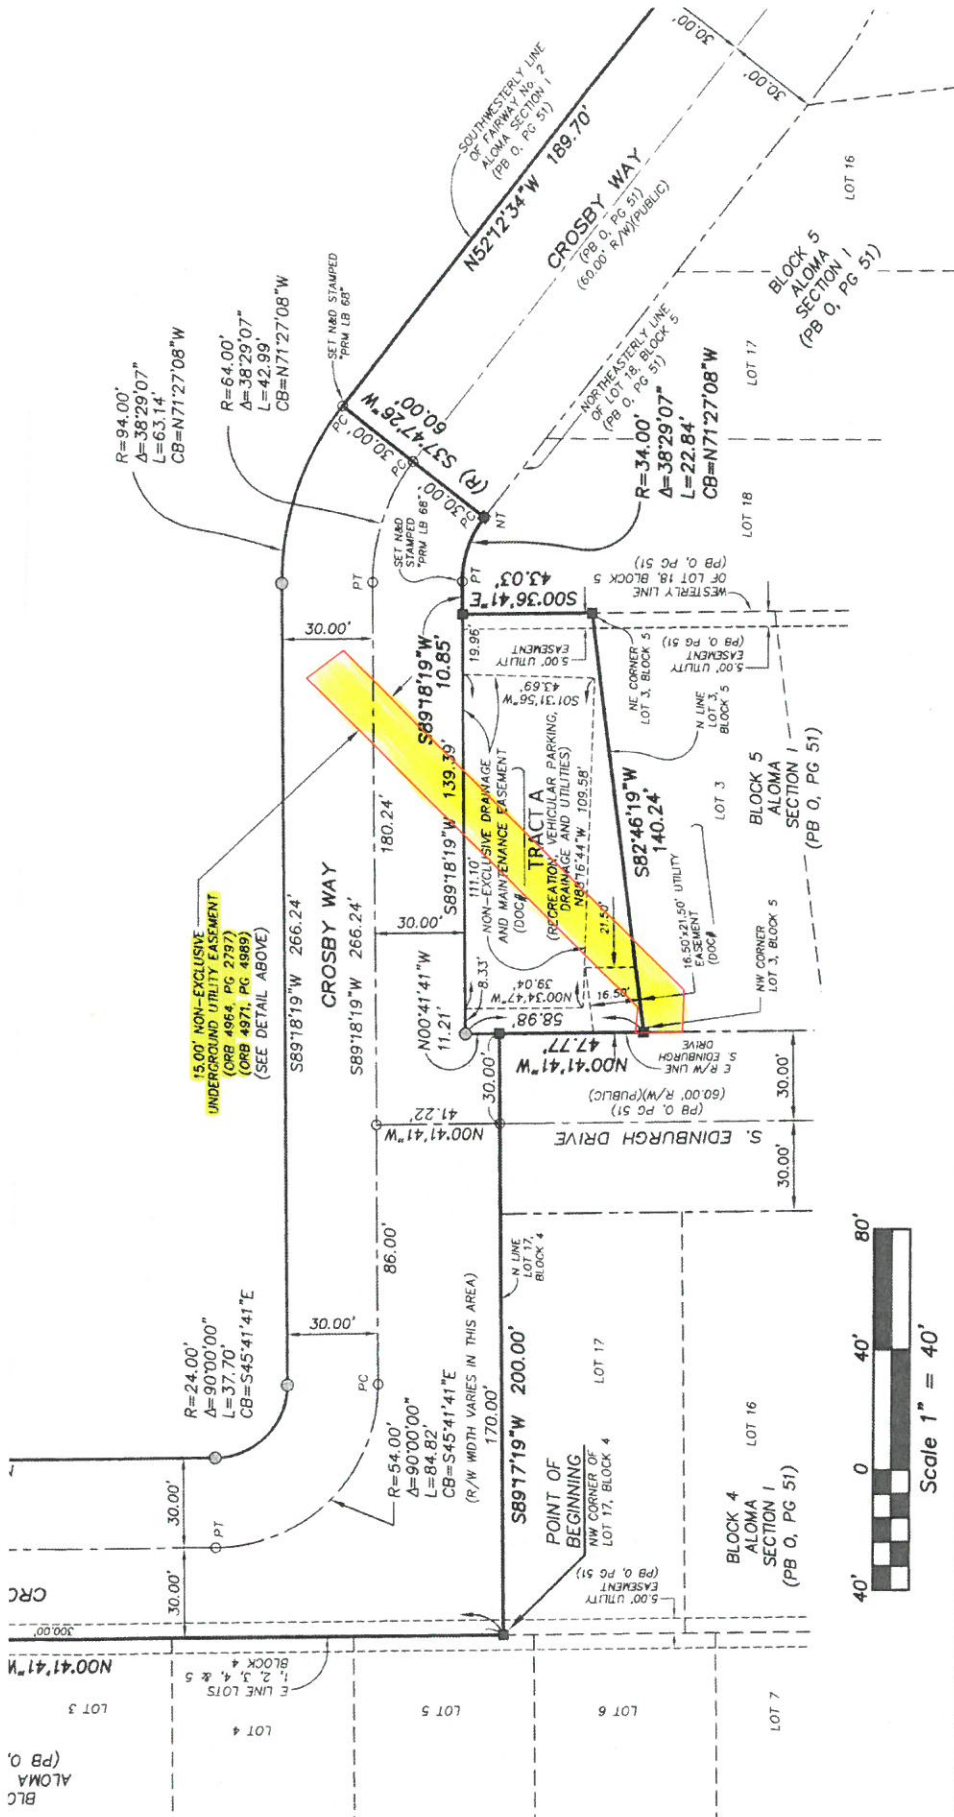 SOUTHWESTERLY LINE
OF FAIRWAY No. 2
ALOMA SECTION I
(PB O, PG 51)
N52°12'34"W 189.70'
CROSBY WAY
(PB O, PG 51)
(60.00' R/W)(PUBLIC)
30.00'
30.00'
LOT 16
BLOCK 5
ALOMA
SECTION I
(PB O, PG 51)
LOT 17
NORTHEASTERLY LINE
OF LOT 18, BLOCK 5
(PB O, PG 51)
R=34.00'
Δ=38°29'07"
L=22.84'
CB=N71°27'08"W
LOT 18
R=94.00'
Δ=38°29'07"
L=63.14'
CB=N71°27'08"W
R=64.00'
Δ=38°29'07"
L=42.99'
CB=N71°27'08"W
SET N&D STAMPED
"PRM LB 68"
PC
30.00'
PC
30.00'
PC
(R) S37°47'26"W
60.00'
NT
SET N&D
STAMPED
"PRM LB 68"
PT
PT
S00°36'41"E
43.03'
WESTERLY LINE
OF LOT 18, BLOCK 5
(PB O, PG 51)
5.00' UTILITY
EASEMENT
(PB O, PG 51)
5.00' UTILITY
EASEMENT
19.96'
S01°31'56"W
43.69'
S89°18'19"W
10.85'
30.00'
15.00' NON-EXCLUSIVE
UNDERGROUND UTILITY EASEMENT
(ORB 4964, PG 2797)
(ORB 4971, PG 4989)
(SEE DETAIL ABOVE)
S89°18'19"W 266.24'
CROSBY WAY
S89°18'19"W 266.24'
180.24'
30.00'
S89°18'19"W 139.39'
111.10'
NON-EXCLUSIVE DRAINAGE
AND MAINTENANCE EASEMENT
(DOC#
TRACT A
(RECREATION, VEHICULAR PARKING,
DRAINAGE AND UTILITIES)
109.58'
NE CORNER
LOT 3, BLOCK 5
N LINE
LOT 3,
BLOCK 5
S82°46'19"W
140.24'
LOT 3
BLOCK 5
ALOMA
SECTION I
(PB O, PG 51)
21.50'
16.50'x21.50' UTILITY
EASEMENT
(DOC#
16.50'
NW CORNER
LOT 3, BLOCK 5
8.33'
N00°34'47"W
39.04'
58.98'
N00°41'41"W
11.21'
N00°41'41"W
47.77'
E R/W LINE
S. EDINBURGH
DRIVE
30.00'
(PB O, PG 51)
(60.00' R/W)(PUBLIC)
S. EDINBURGH DRIVE
30.00'
30.00'
N00°41'41"W
41.22'
86.00'
N LINE
LOT 17,
BLOCK 4
R=24.00'
Δ=90°00'00"
L=37.70'
CB=S45°41'41"E
30.00'
PC
R=54.00'
Δ=90°00'00"
L=84.82'
CB=S45°41'41"E
(R/W WIDTH VARIES IN THIS AREA)
170.00'
S89°17'19"W 200.00'
LOT 17
POINT OF
BEGINNING
NW CORNER OF
LOT 17, BLOCK 4
5.00' UTILITY
EASEMENT
(PB O, PG 51)
LOT 16
BLOCK 4
ALOMA
SECTION I
(PB O, PG 51)
30.00'
PT
30.00'
CRO
300.00'
N00°41'41"W
E LINE LOTS
1, 2, 3, 4, & 5
BLOCK 4
LOT 3
LOT 4
LOT 5
LOT 6
LOT 7
BLO
ALOMA
(PB O,
40'
0
40'
80'
Scale 1" = 40'